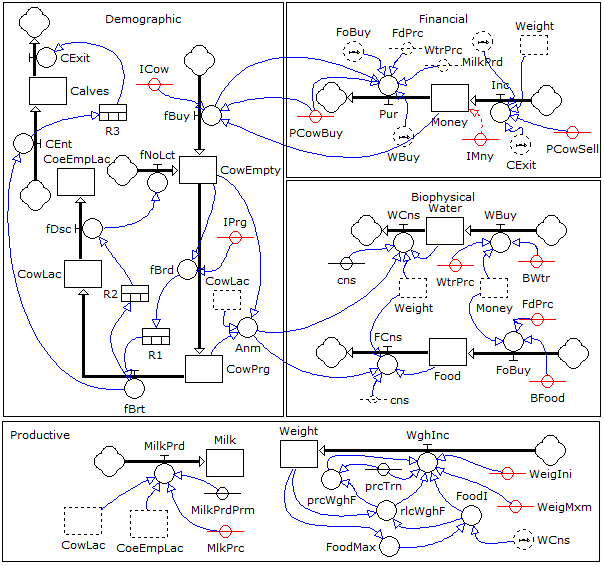 Demographic
ICow
CExit
Calves
fBuy
R3
CEnt
CoeEmpLac
fNoLct
CowEmpty
fDsc
IPrg
CowLac
fBrd
CowLac
R2
R1
Anm
CowPrg
fBrt
Financial
FoBuy
FdPrc
WtrPrc
MilkPrd
Weight
Inc
PCowBuy
Pur
Money
WBuy
IMny
CExit
PCowSell
Biophysical
WCns
Water
WBuy
cns
Weight
WtrPrc
Money
BWtr
FdPrc
FCns
Food
FoBuy
cns
BFood
Productive
MilkPrd
Milk
MilkPrdPrm
CowLac
CoeEmpLac
MlkPrc
Weight
WghInc
prcTrn
WeigIni
prcWghF
rlcWghF
FoodI
WeigMxm
FoodMax
WCns